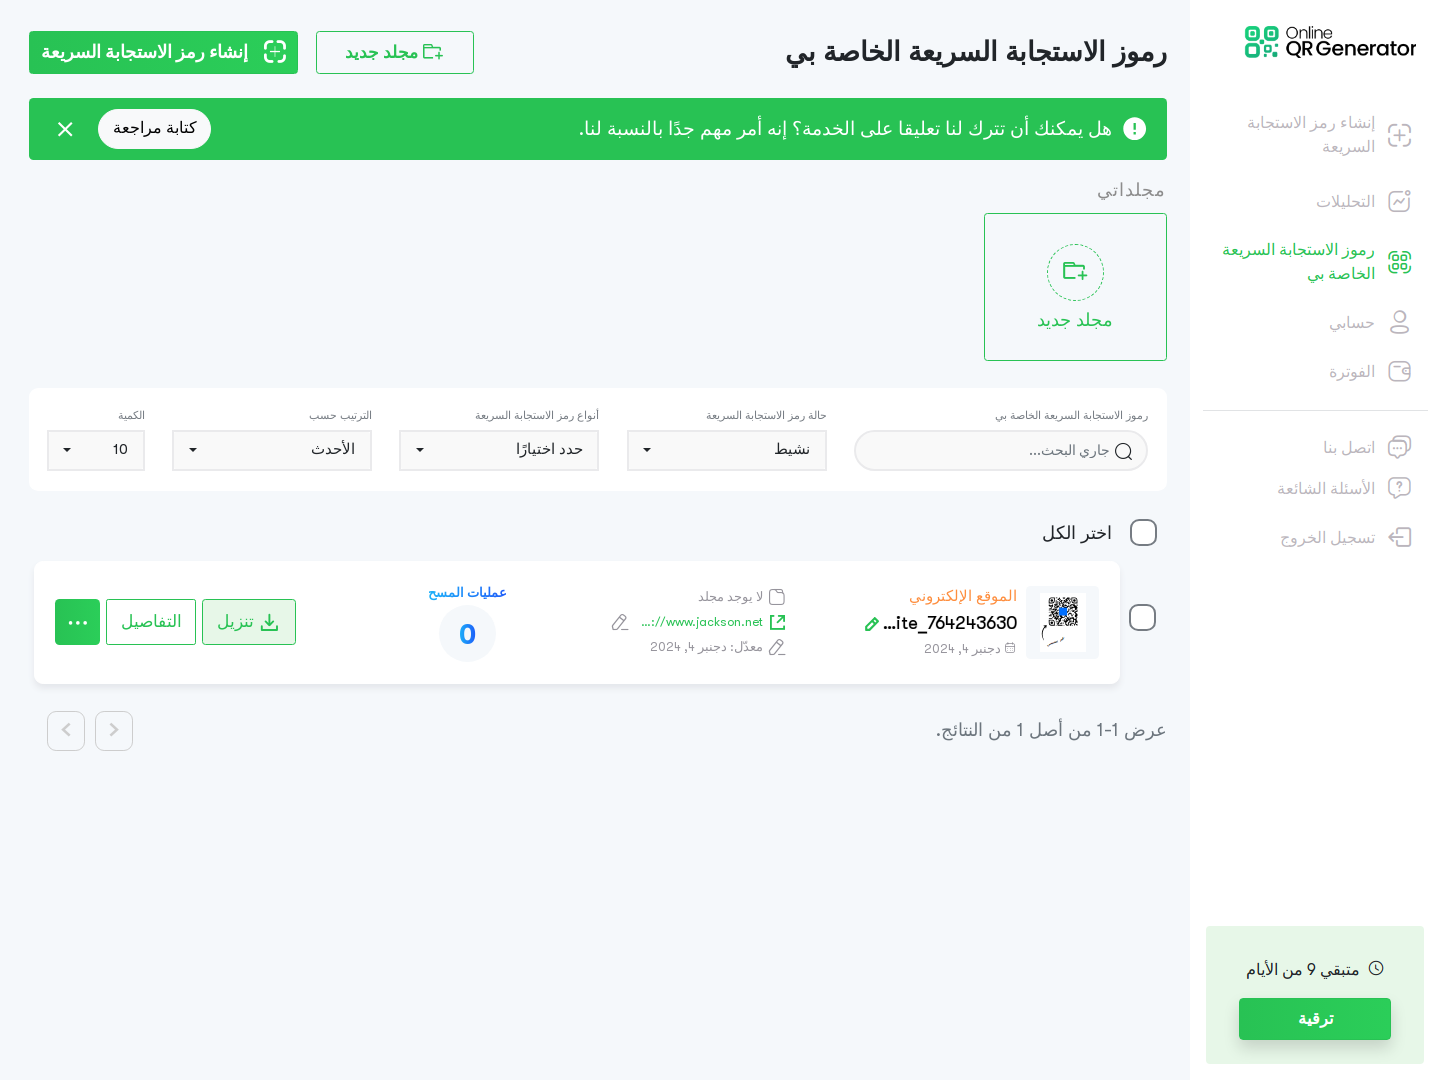 Online
QR Generator
إنشاء رمز الاستجابة
السريعة
التحليلات
رموز الاستجابة السريعة
الخاصة بي
حسابي
الفوترة
اتصل بنا
الأسئلة الشائعة
تسجيل الخروج
متبقي 9 من الأيام
ترقية
رموز الاستجابة السريعة الخاصة بي
مجلد جديد
إنشاء رمز الاستجابة السريعة
هل يمكنك أن تترك لنا تعليقا على الخدمة؟ إنه أمر مهم جدًا بالنسبة لنا.
كتابة مراجعة
مجلداتي
مجلد جديد
رموز الاستجابة السريعة الخاصة بي
جاري البحث...
حالة رمز الاستجابة السريعة
نشيط
أنواع رمز الاستجابة السريعة
حدد اختيارًا
الترتيب حسب
الأحدث
الكمية
10
اختر الكل
الموقع الإلكتروني
...ite_764243630
دجنبر 4, 2024
لا يوجد مجلد
...://www.jackson.net
معدّل: دجنبر 4, 2024
عمليات المسح
0
تنزيل
التفاصيل
عرض 1-1 من أصل 1 من النتائج.